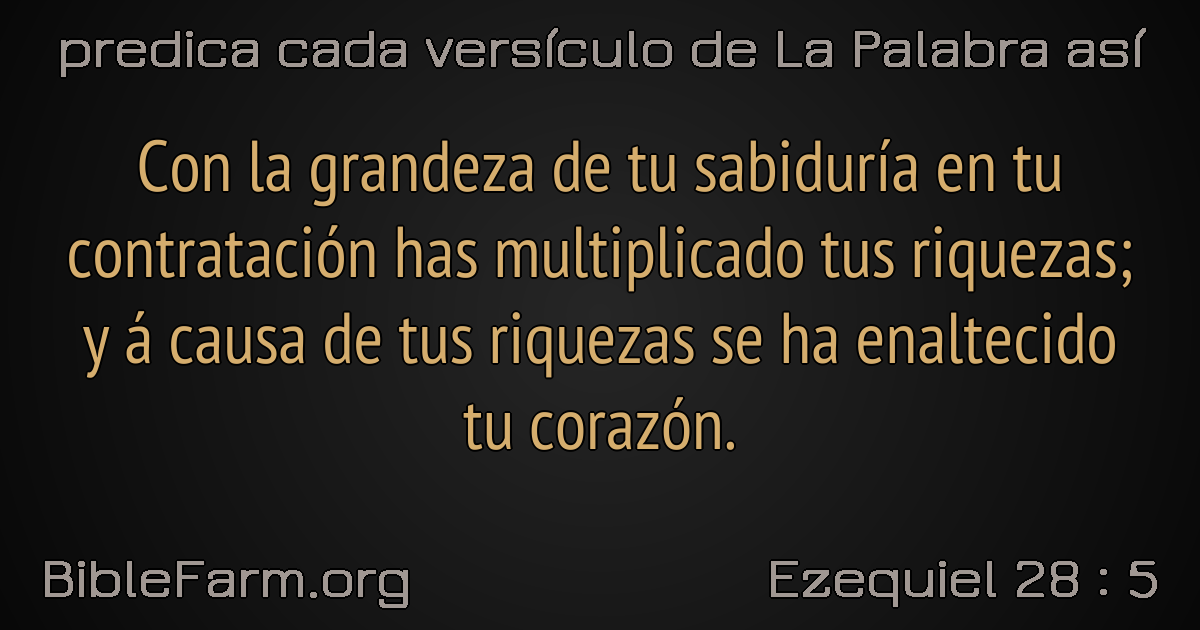 predica cada versículo de La Palabra así
Con la grandeza de tu sabiduría en tu
contratación has multiplicado tus riquezas;
y á causa de tus riquezas se ha enaltecido
tu corazón.
BibleFarm.org
Ezequiel 28 : 5